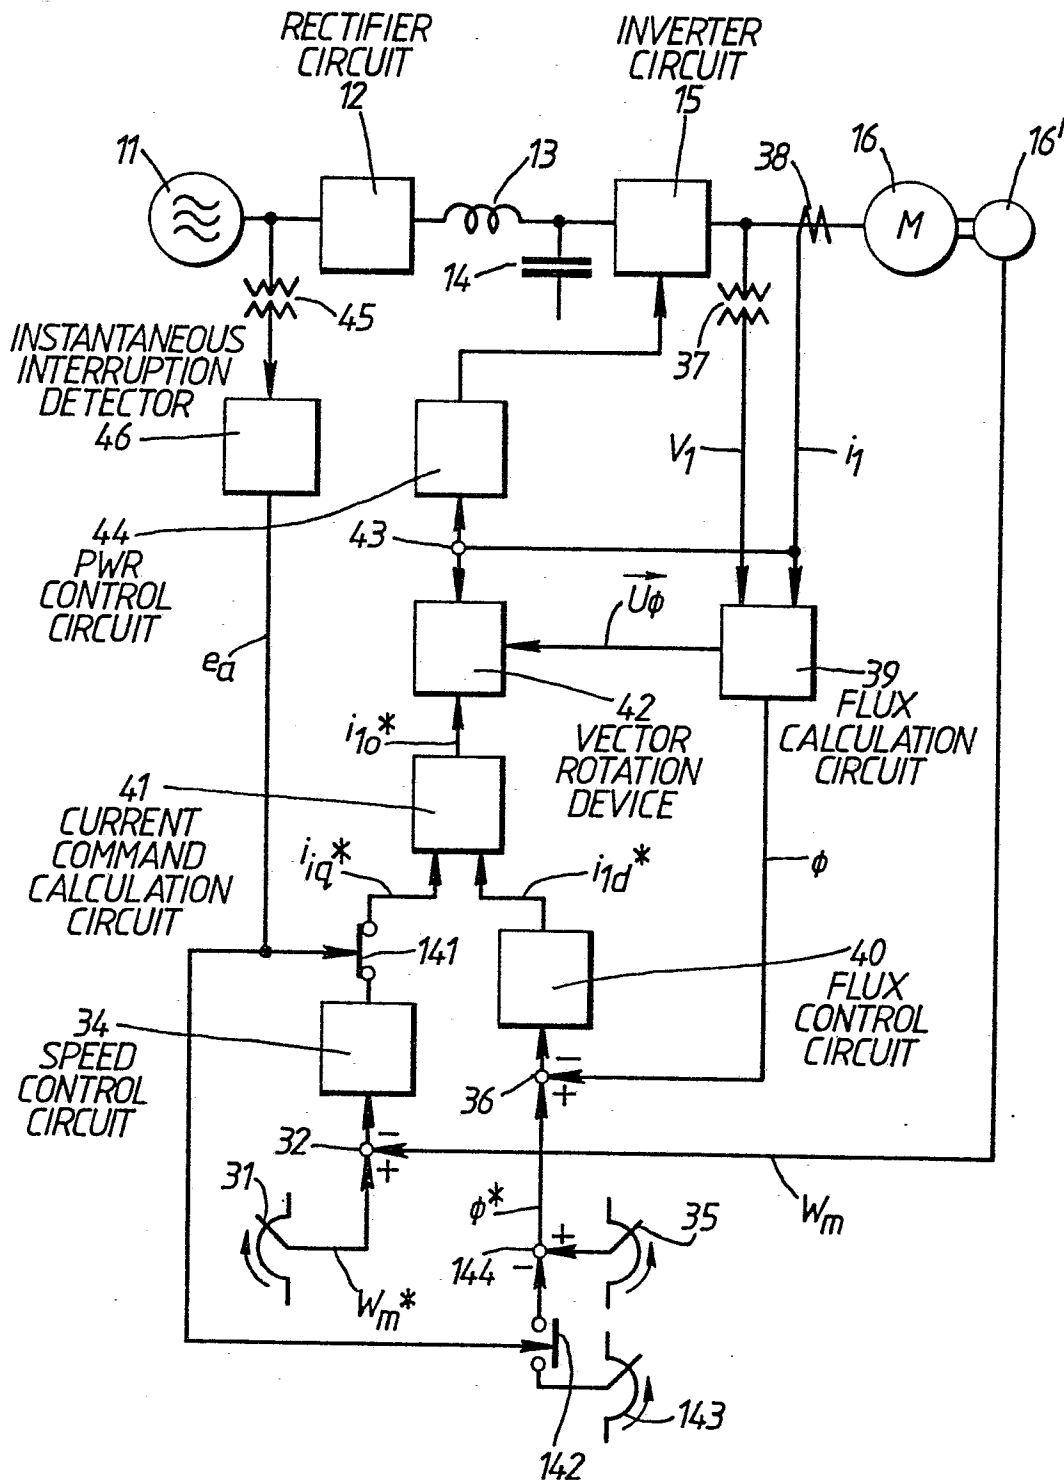 RECTIFIER
CIRCUIT
12
INVERTER
CIRCUIT
15
11
13
38
16
16'
M
14
45
37
INSTANTANEOUS
INTERRUPTION
DETECTOR
46
V1
i1
44
PWR
CONTROL
CIRCUIT
43
Uφ
ea
39
FLUX
CALCULATION
CIRCUIT
42
VECTOR
ROTATION
DEVICE
i1o*
41
CURRENT
COMMAND
CALCULATION
CIRCUIT
iiq*
i1d*
φ
141
40
FLUX
CONTROL
CIRCUIT
34
SPEED
CONTROL
CIRCUIT
36
-
+
32
-
+
31
Wm
φ*
35
+
-
144
Wm*
143
142